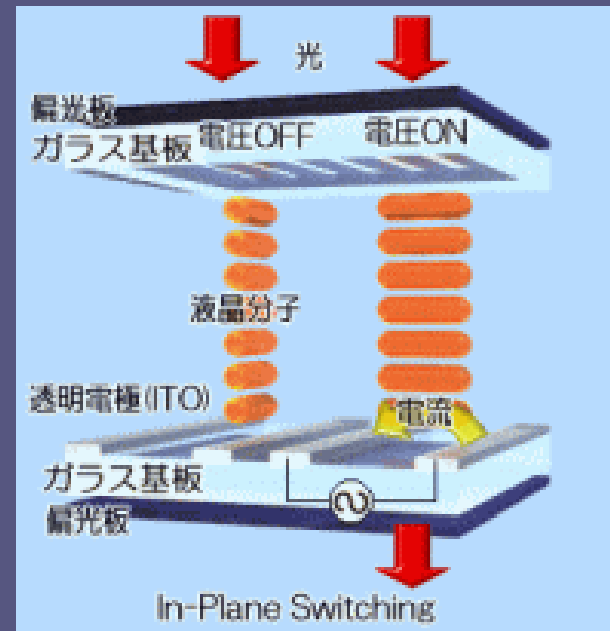 光
偏光板
ガラス基板
電圧OFF
電圧ON
液晶分子
透明電極(ITO)
電流
ガラス基板
偏光板
In-Plane Switching